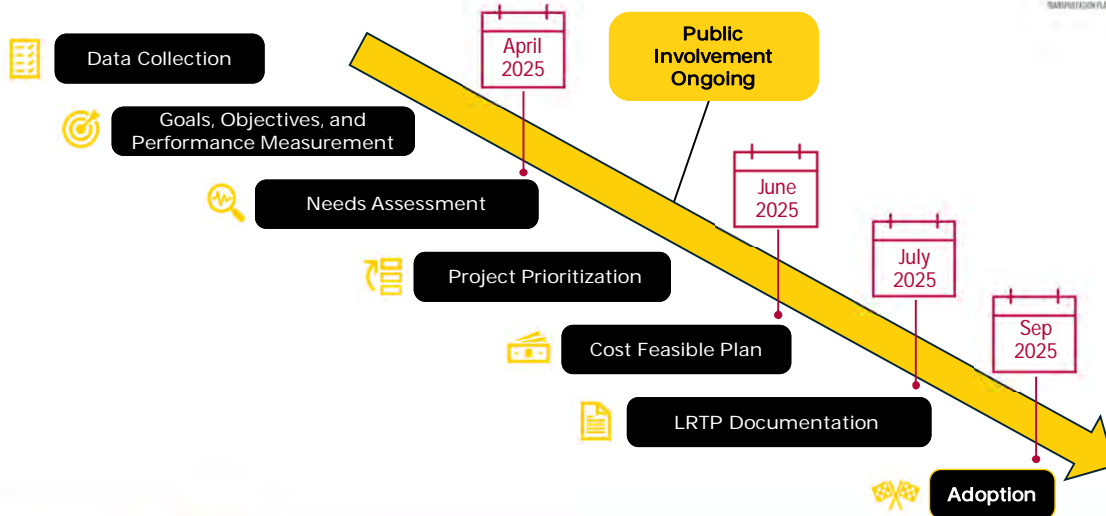 Data Collection
April
2025
Public
Involvement
Ongoing
Goals, Objectives, and
Performance Measurement
Needs Assessment
June
2025
Project Prioritization
July
2025
Cost Feasible Plan
Sep
2025
LRTP Documentation
Adoption